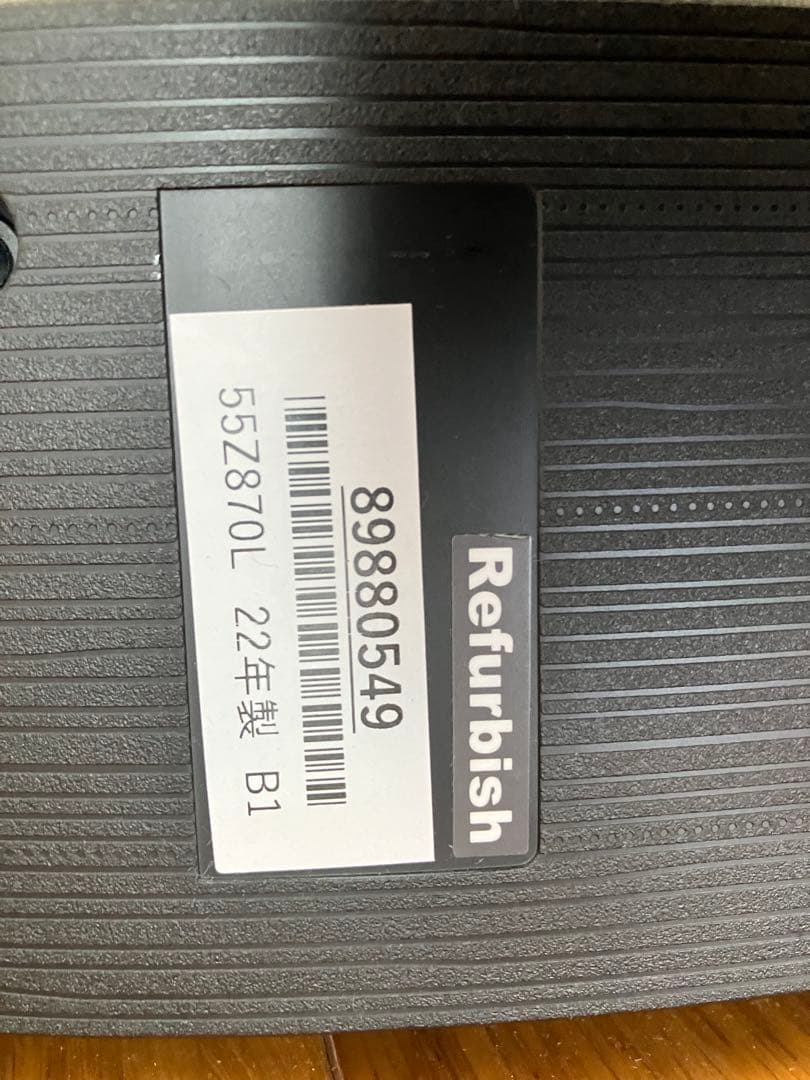 Refurbish
89880549
55Z870L 22年製 B1